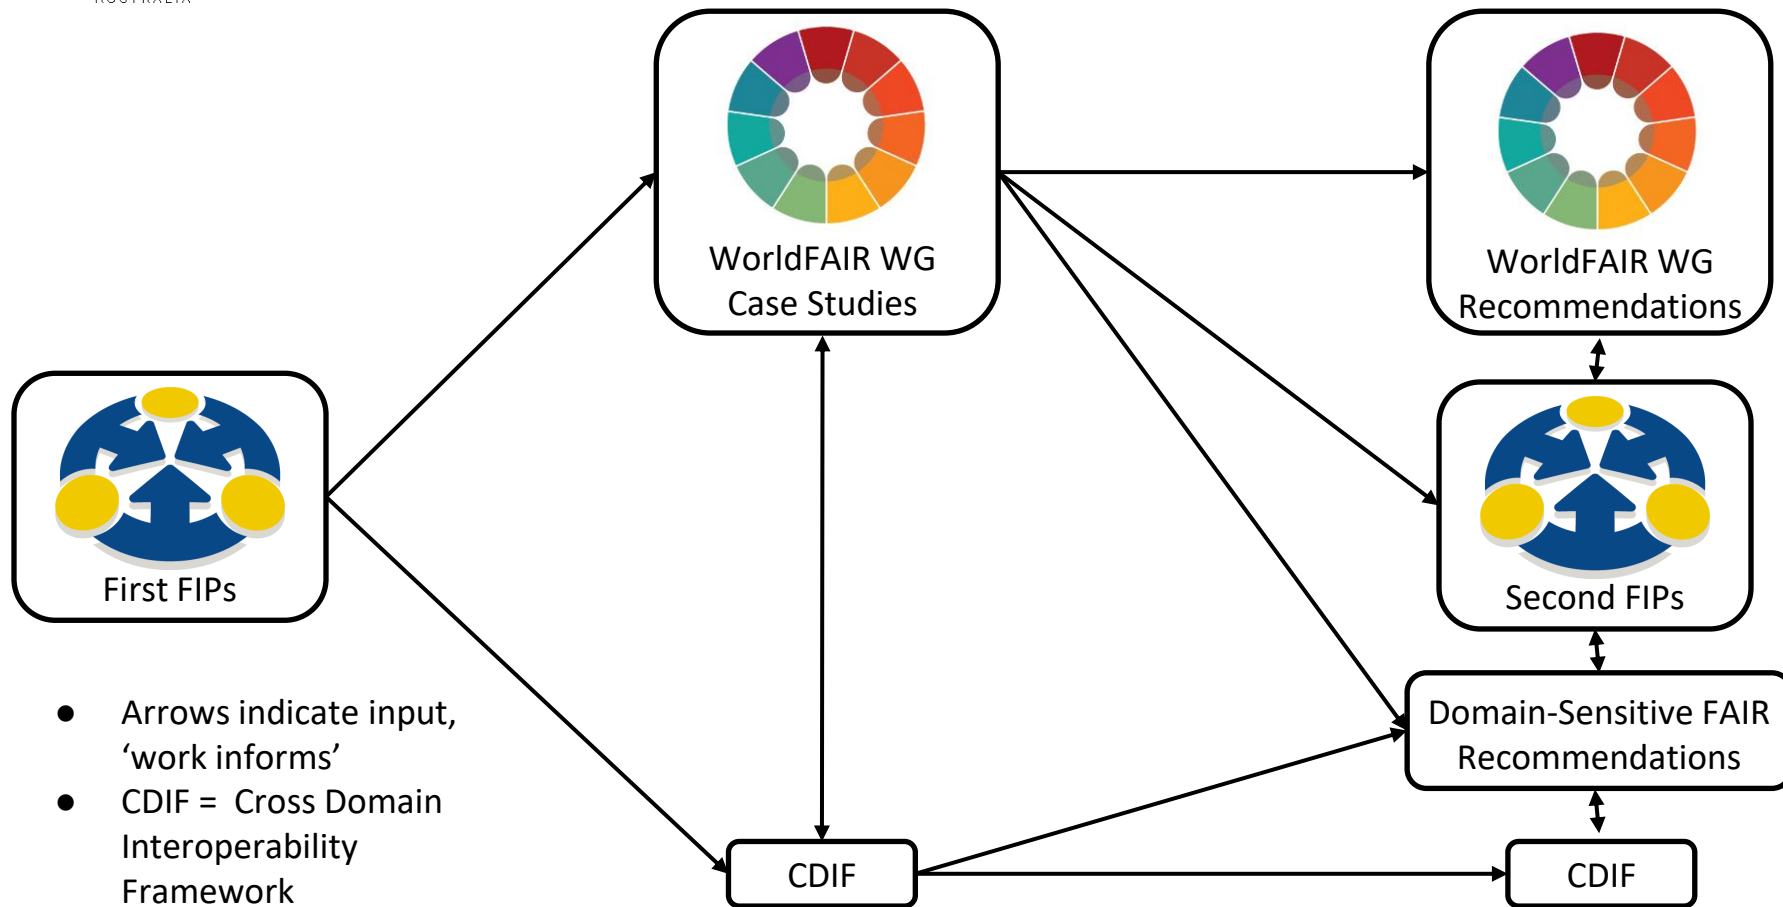 WorldFAIR WG
Case Studies
WorldFAIR WG
Recommendations
First FIPs
Second FIPs
● Arrows indicate input,
‘work informs’
● CDIF = Cross Domain
Interoperability
Framework
Domain-Sensitive FAIR
Recommendations
CDIF
CDIF